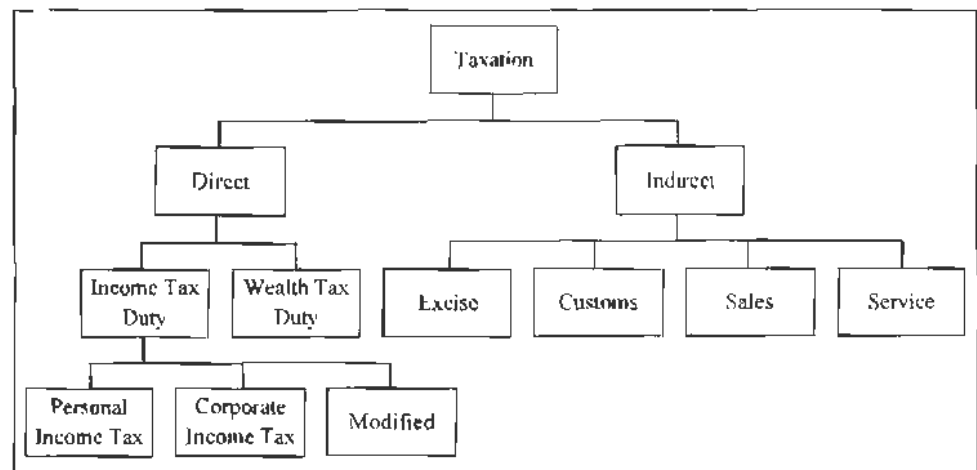 Taxation
Direct
Indirect
Income Tax
Duty
Wealth Tax
Duty
Excise
Customs
Sales
Service
Personal
Income Tax
Corporate
Income Tax
Modified